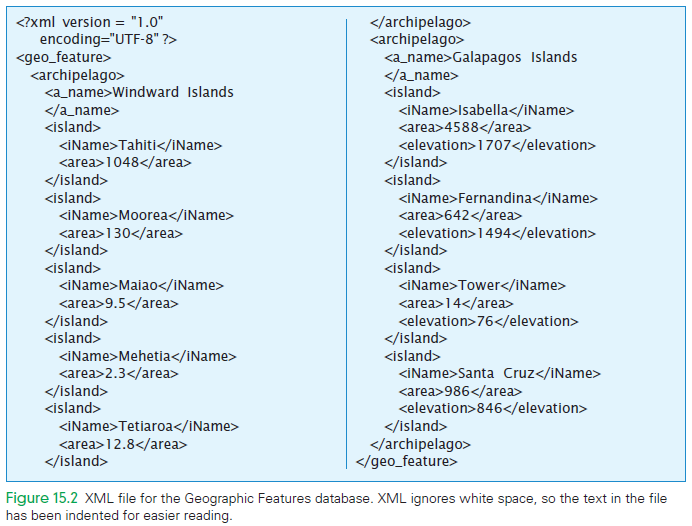 <?xml version = "1.0"
encoding="UTF-8" ?>
<geo_feature>
<archipelago>
<a_name>Windward Islands
</a_name>
<island>
<iName>Tahiti</iName>
<area>1048</area>
</island>
<island>
<iName>Moorea</iName>
<area>130</area>
</island>
<island>
<iName>Maiao</iName>
<area>9.5</area>
</island>
<island>
<iName>Mehetia</iName>
<area>2.3</area>
</island>
<island>
<iName>Tetiaroa</iName>
<area>12.8</area>
</island>
</archipelago>
<archipelago>
<a_name>Galapagos Islands
</a_name>
<island>
<iName>Isabella</iName>
<area>4588</area>
<elevation>1707</elevation>
</island>
<island>
<iName>Fernandina</iName>
<area>642</area>
<elevation>1494</elevation>
</island>
<island>
<iName>Tower</iName>
<area>14</area>
<elevation>76</elevation>
</island>
<island>
<iName>Santa Cruz</iName>
<area>986</area>
<elevation>846</elevation>
</island>
</archipelago>
</geo_feature>
Figure 15.2 XML file for the Geographic Features database. XML ignores white space, so the text in the file
has been indented for easier reading.